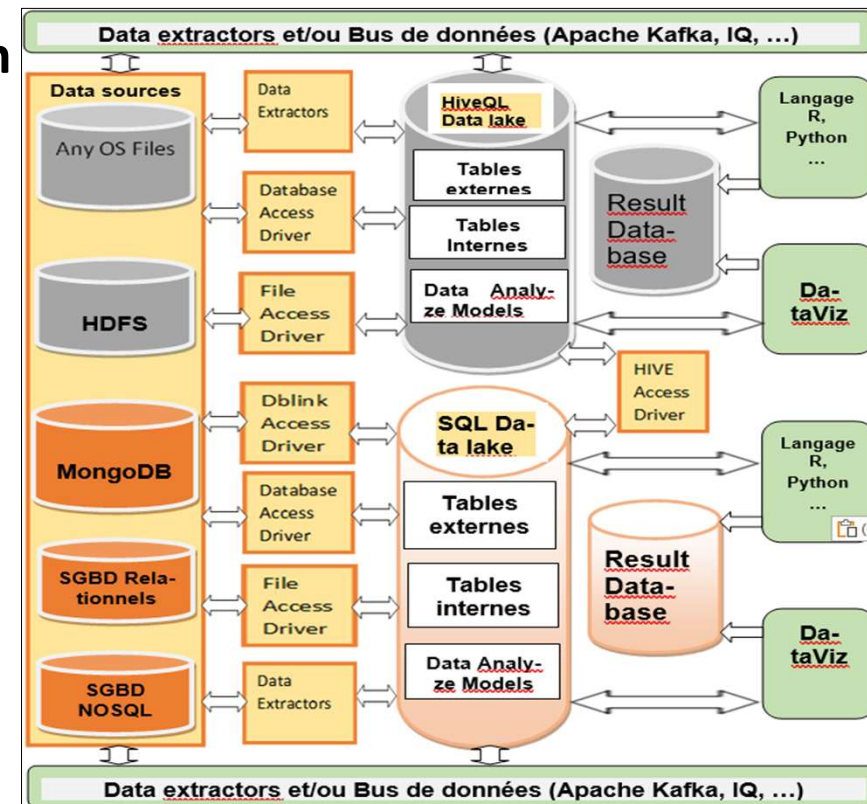 n
Data extractors et/ou Bus de données (Apache Kafka, IQ, …)
Data sources
Any OS Files
HDFS
MongoDB
SGBD Rela-
tionnels
SGBD
NOSQL
Data
Extractors
Database
Access
Driver
File
Access
Driver
Dblink
Access
Driver
Database
Access
Driver
File
Access
Driver
Data
Extractors
HiveQL
Data lake
Tables
externes
Tables
Internes
Data Analy-
ze Models
HIVE
Access
Driver
SQL Da-
ta lake
Tables
externes
Tables
internes
Data Analy-
ze Models
Result
Data-
base
Result
Data-
base
Langage
R,
Python
...
Da-
taViz
Langage
R,
Python
...
(
Da-
taViz
Data extractors et/ou Bus de données (Apache Kafka, IQ, …)